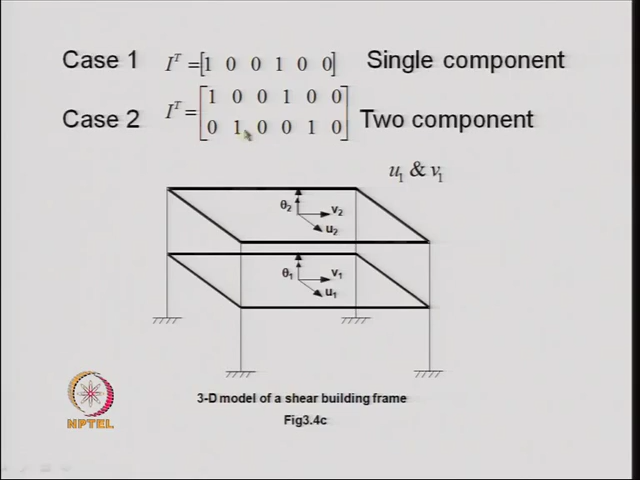 Case 1 I^T =[1 0 0 1 0 0] Single component
Case 2 I^T = [1 0 0 1 0 0
0 1 0 0 1 0] Two component
u₁ & v₁
θ₂ v₂
u₂
θ₁ v₁
u₁
3-D model of a shear building frame
Fig3.4c
NPTEL